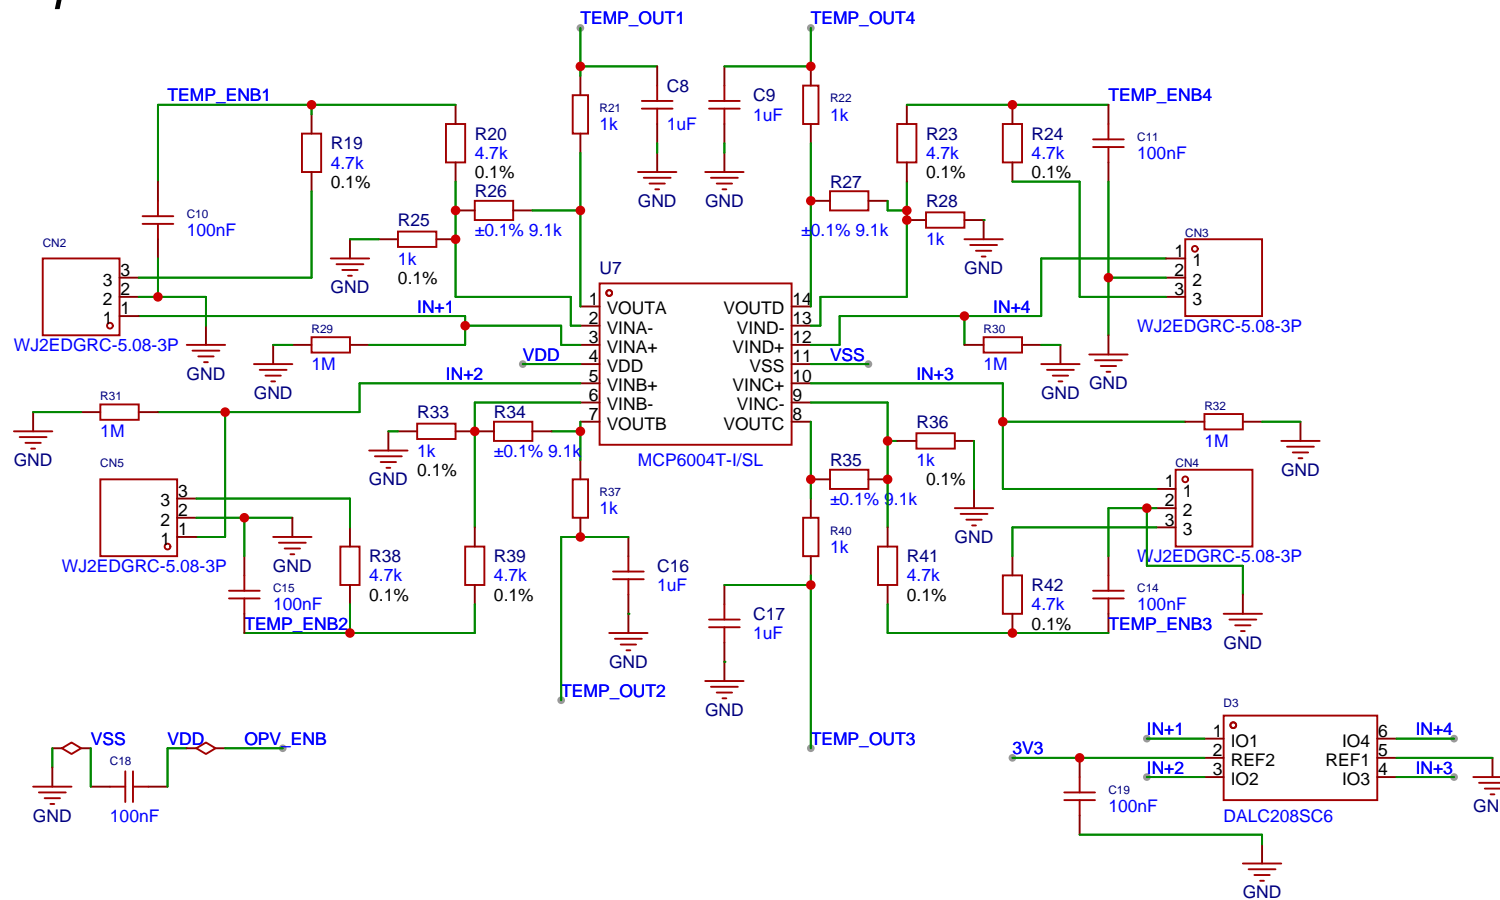 TEMP_OUT1
TEMP_OUT4
TEMP_ENB1
C8
1uF
C9
1uF
R21
1k
R22
1k
TEMP_ENB4
R19
4.7k
0.1%
R20
4.7k
0.1%
R23
4.7k
0.1%
R24
4.7k
0.1%
C11
100nF
GND
GND
R26
±0.1% 9.1k
R27
±0.1% 9.1k
C10
100nF
R25
1k
0.1%
R28
1k
GND
GND
CN2
3
2
1
3
2
1
WJ2EDGRC-5.08-3P
CN3
1
2
3
1
2
3
WJ2EDGRC-5.08-3P
U7
1
2
3
4
5
6
7
VOUTA
VINA-
VINA+
VDD
VINB+
VINB-
VOUTB
VOUTD
VIND-
VIND+
VSS
VINC+
VINC-
VOUTC
14
13
12
11
10
9
8
MCP6004T-I/SL
IN+1
IN+4
R29
1M
GND
GND
VDD
VSS
R30
1M
GND
GND
IN+2
IN+3
R31
1M
GND
R33
1k
0.1%
GND
R34
±0.1% 9.1k
R36
1k
0.1%
GND
R35
±0.1% 9.1k
R32
1M
GND
CN5
3
2
1
3
2
1
WJ2EDGRC-5.08-3P
GND
CN4
1
2
3
1
2
3
WJ2EDGRC-5.08-3P
GND
R37
1k
R40
1k
R38
4.7k
0.1%
R39
4.7k
0.1%
C16
1uF
GND
C15
100nF
TEMP_ENB2
C17
1uF
GND
R41
4.7k
0.1%
R42
4.7k
0.1%
C14
100nF
TEMP_ENB3
TEMP_OUT2
TEMP_OUT3
VSS
VDD
OPV_ENB
C18
100nF
GND
D3
IN+1
3V3
IN+2
1
2
3
IO1
REF2
IO2
IO4
REF1
IO3
6
5
4
IN+4
IN+3
DALC208SC6
C19
100nF
GN
GND